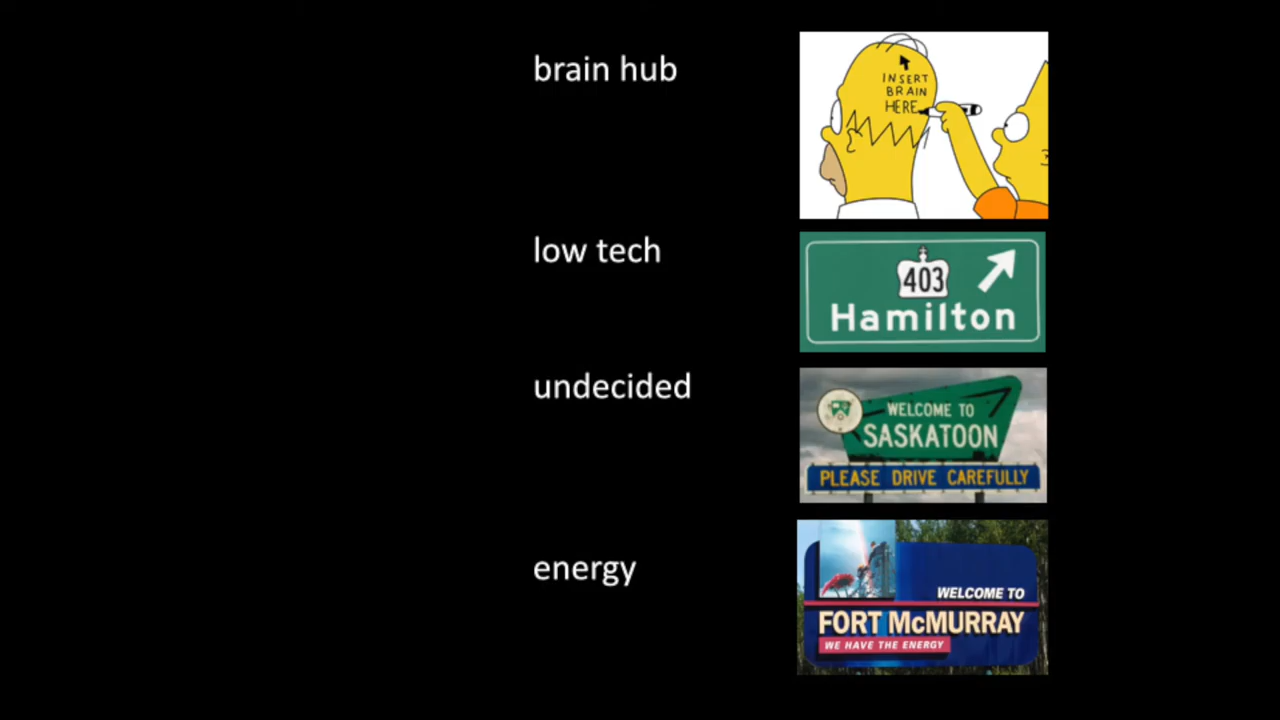 brain hub
INSERT
BRAIN
HERE
low tech
403
Hamilton
undecided
WELCOME TO
SASKATOON
PLEASE DRIVE CAREFULLY
energy
WELCOME TO
FORT McMURRAY
WE HAVE THE ENERGY